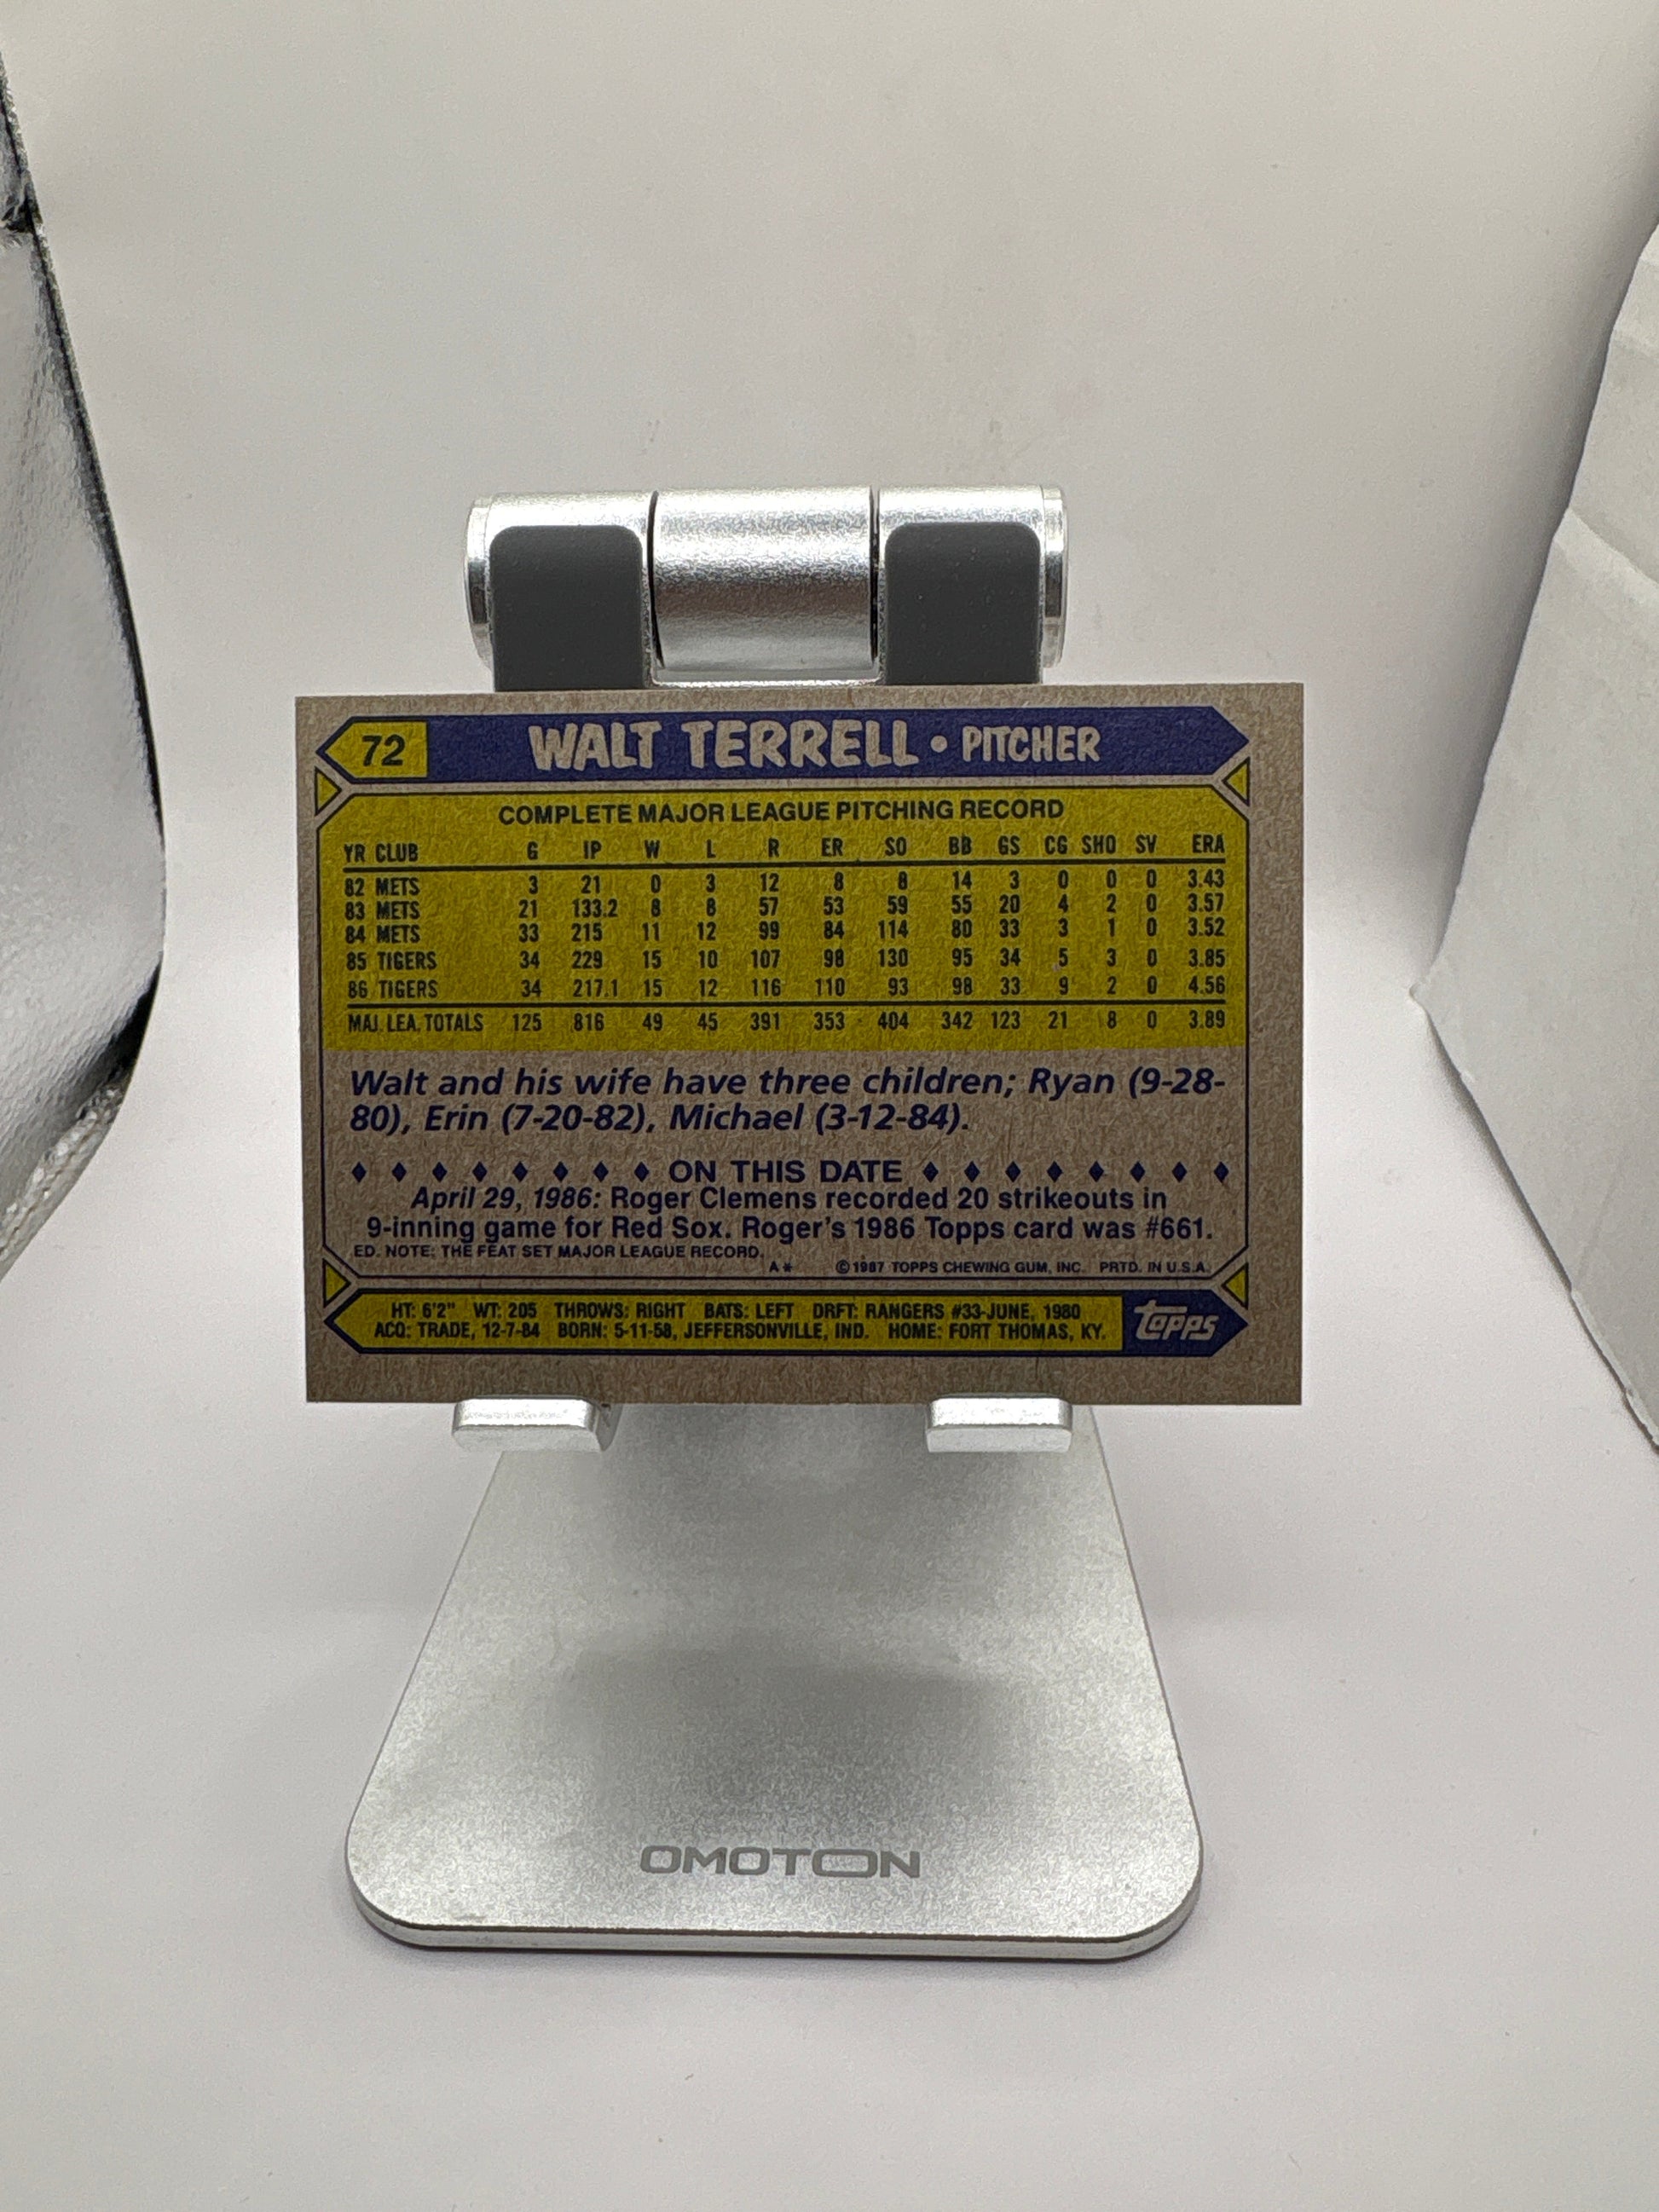 72 WALT TERRELL • PITCHER
COMPLETE MAJOR LEAGUE PITCHING RECORD
YR CLUB G IP W L R ER SO BB GS CG SHO SV ERA
82 METS 3 21 0 3 12 8 8 14 3 0 0 0 3.43
83 METS 21 133.2 8 8 57 53 59 55 20 4 2 0 3.57
84 METS 33 215 11 12 99 84 114 80 33 3 1 0 3.52
85 TIGERS 34 229 15 10 107 98 130 95 34 5 3 0 3.85
86 TIGERS 34 217.1 15 12 116 110 93 98 33 9 2 0 4.56
MAJ. LEA. TOTALS 125 816 49 45 391 353 404 342 123 21 8 0 3.89
Walt and his wife have three children; Ryan (9-28-
80), Erin (7-20-82), Michael (3-12-84).
♦ ♦ ♦ ♦ ♦ ♦ ♦ ♦ ON THIS DATE ♦ ♦ ♦ ♦ ♦ ♦ ♦ ♦
April 29, 1986: Roger Clemens recorded 20 strikeouts in
9-inning game for Red Sox. Roger's 1986 Topps card was #661.
ED. NOTE: THE FEAT SET MAJOR LEAGUE RECORD.
A* ©1987 TOPPS CHEWING GUM, INC. PRTD. IN U.S.A.
HT: 6'2" WT: 205 THROWS: RIGHT BATS: LEFT DRFT: RANGERS #33-JUNE, 1980
ACQ: TRADE, 12-7-84 BORN: 5-11-58, JEFFERSONVILLE, IND. HOME: FORT THOMAS, KY.
topps
OMOTON